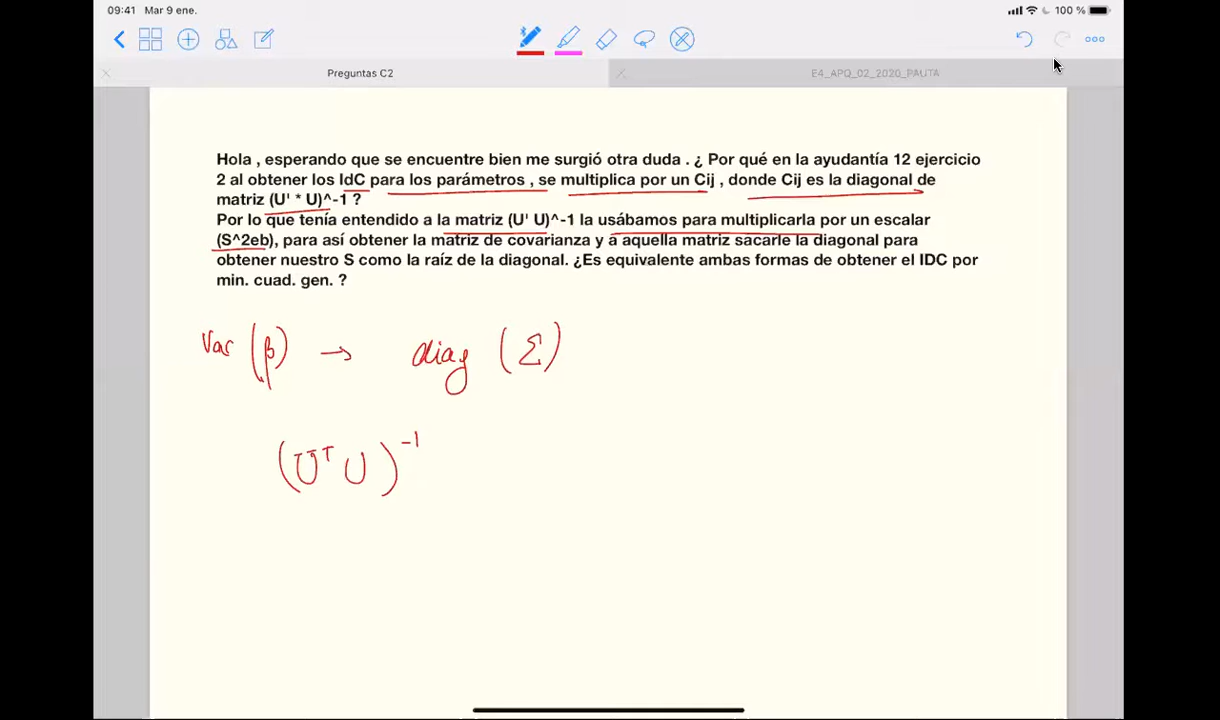 09:41 Mar 9 ene.
100 %
Preguntas C2
E4_APQ_02_2020_PAUTA
Hola , esperando que se encuentre bien me surgió otra duda . ¿ Por qué en la ayudantía 12 ejercicio
2 al obtener los IdC para los parámetros , se multiplica por un Cij , donde Cij es la diagonal de
matriz (U' * U)^-1 ?
Por lo que tenía entendido a la matriz (U' U)^-1 la usábamos para multiplicarla por un escalar
(S^2eb), para así obtener la matriz de covarianza y a aquella matriz sacarle la diagonal para
obtener nuestro S como la raíz de la diagonal. ¿Es equivalente ambas formas de obtener el IDC por
min. cuad. gen. ?
Var (β) → diag (Σ)
(U^T U)^-1